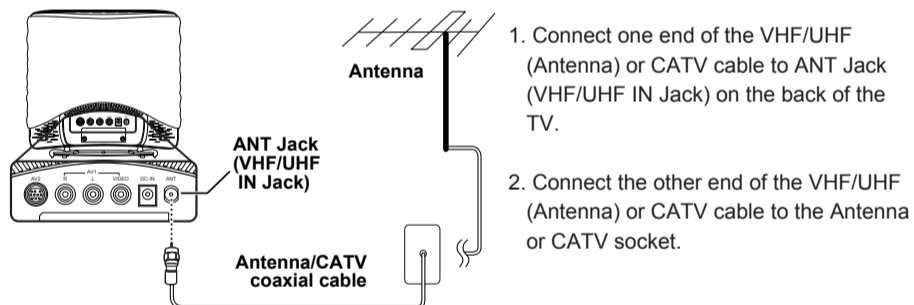 Antenna
ANT Jack
(VHF/UHF
IN Jack)
AV1
AV2 R L VIDEO DC-IN ANT
Antenna/CATV
coaxial cable
1. Connect one end of the VHF/UHF
(Antenna) or CATV cable to ANT Jack
(VHF/UHF IN Jack) on the back of the
TV.
2. Connect the other end of the VHF/UHF
(Antenna) or CATV cable to the Antenna
or CATV socket.